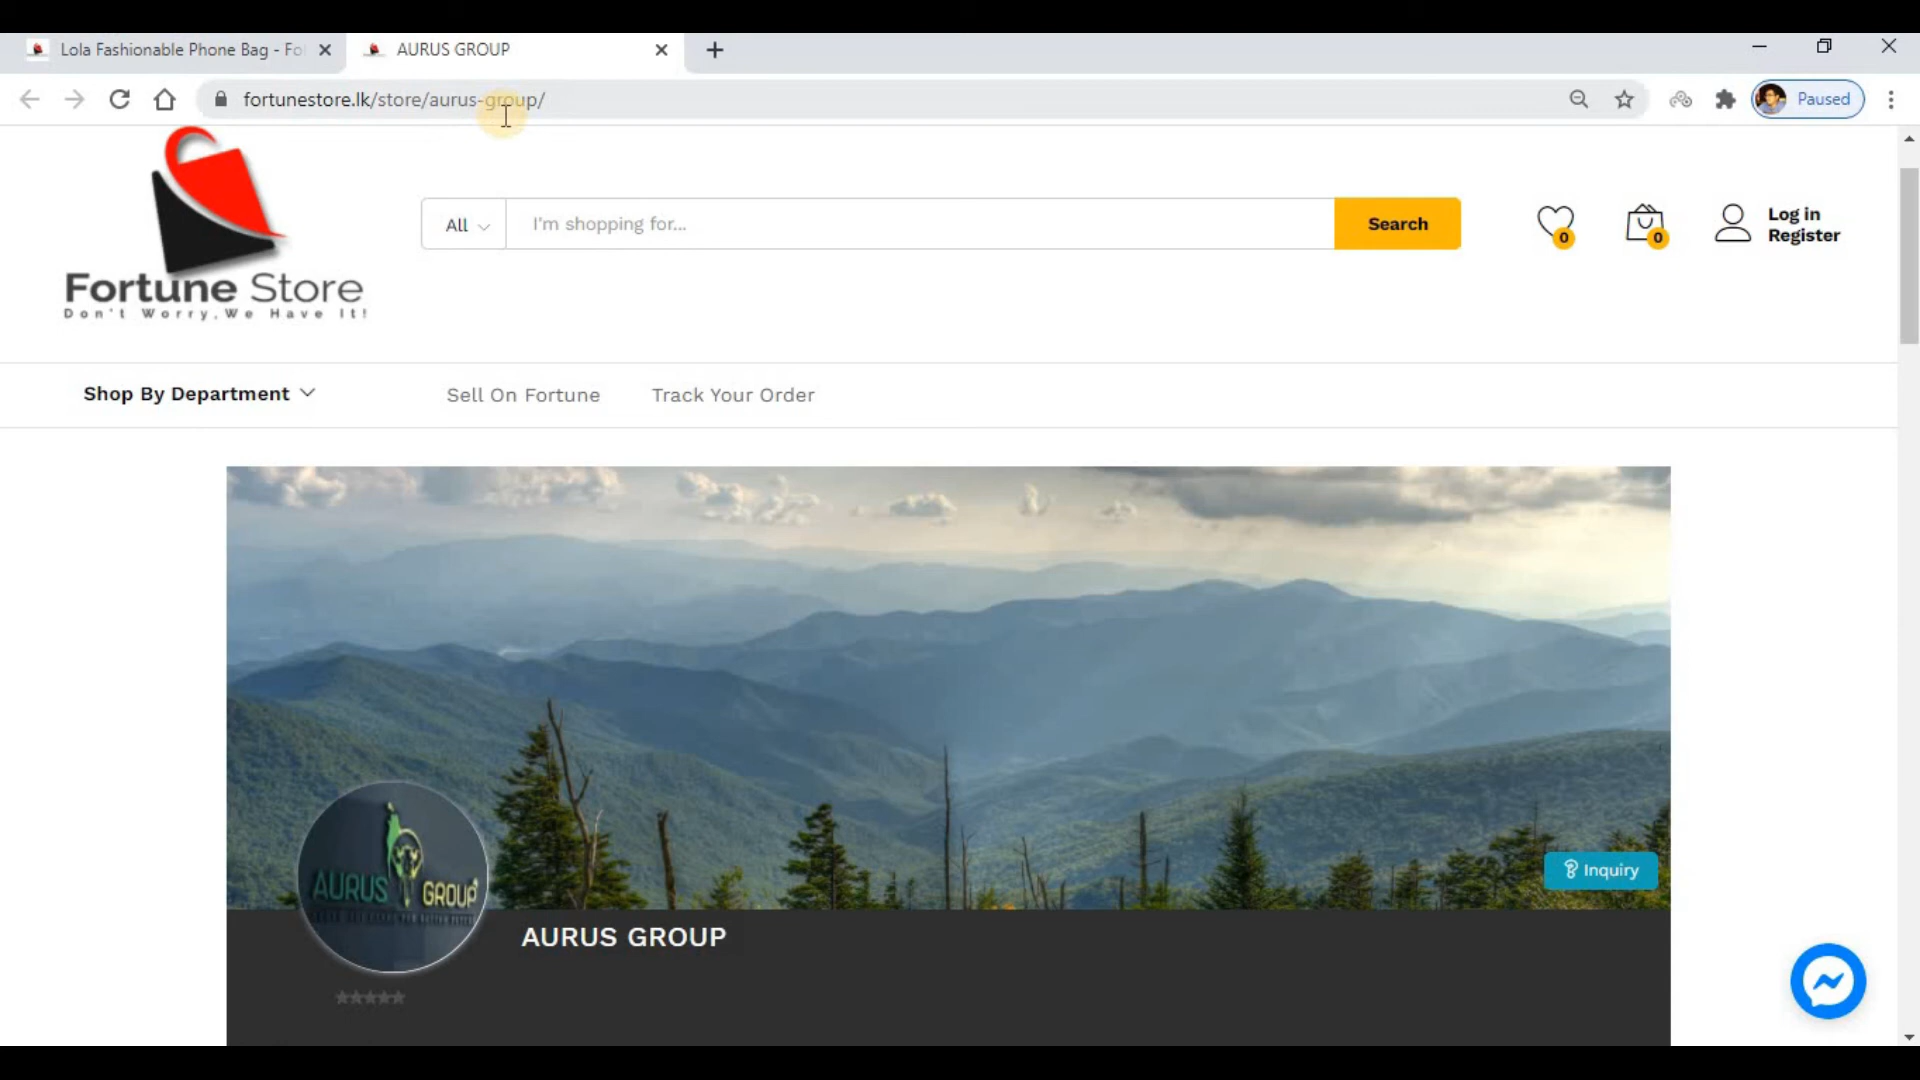 Lola Fashionable Phone Bag - Fo
AURUS GROUP
fortunestore.lk/store/aurus-group/
Paused
Fortune Store
Don't Worry,We Have It!
All
I'm shopping for...
Search
0
0
Log in
Register
Shop By Department
Sell On Fortune
Track Your Order
AURUS GROUP
Inquiry
AURUS GROUP